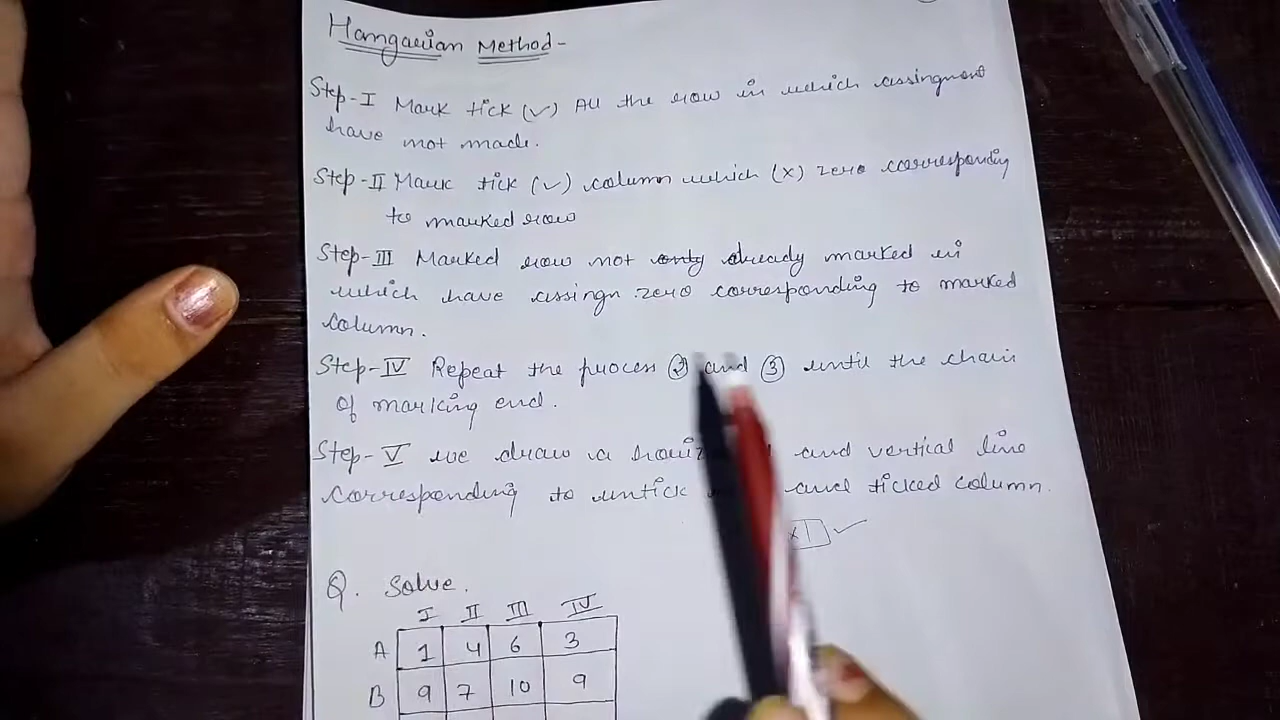 Hangarian Method-
Step-I Mark tick (✓) All the row in which assingment
have not made.
Step-II Mark tick (✓) column which (x) zero corresponding
to marked row
Step-III Marked row not only already marked in
which have assingn zero corresponding to marked
column.
Step-IV Repeat the process ② and ③ until the chain
of marking end.
Step-V we draw a and vertical line
corresponding to untick and ticked column.
Q. Solve.
I II III IV
A 1 4 6 3
B 9 7 10 9